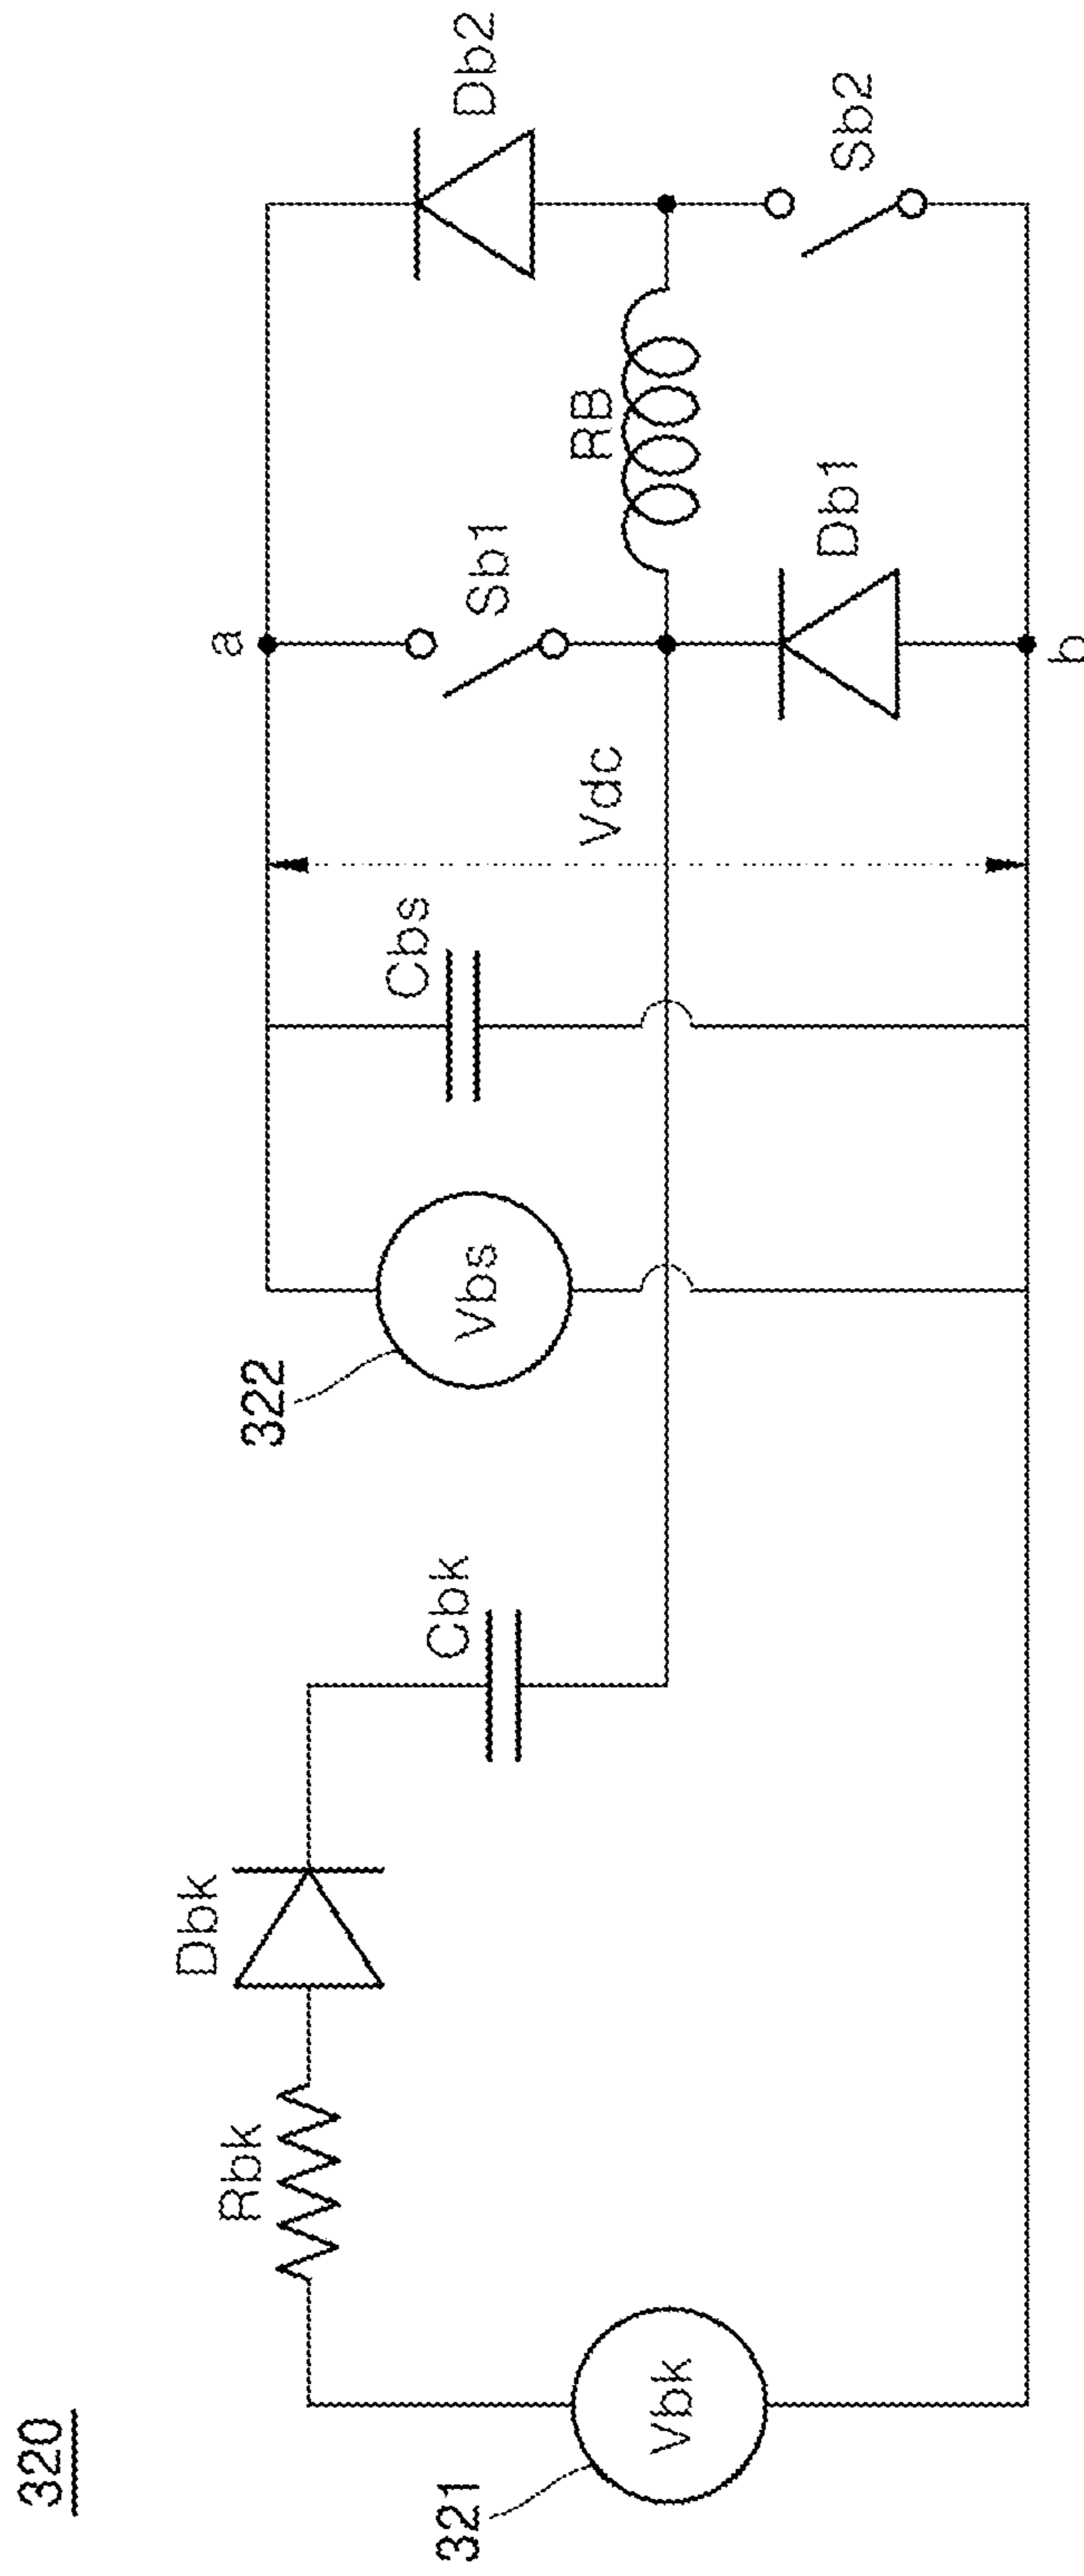 320
321
Vbk
Rbk
Dbk
Cbk
322
Vbs
Cbs
Vdc
a
Sb1
RB
Db1
b
Db2
Sb2